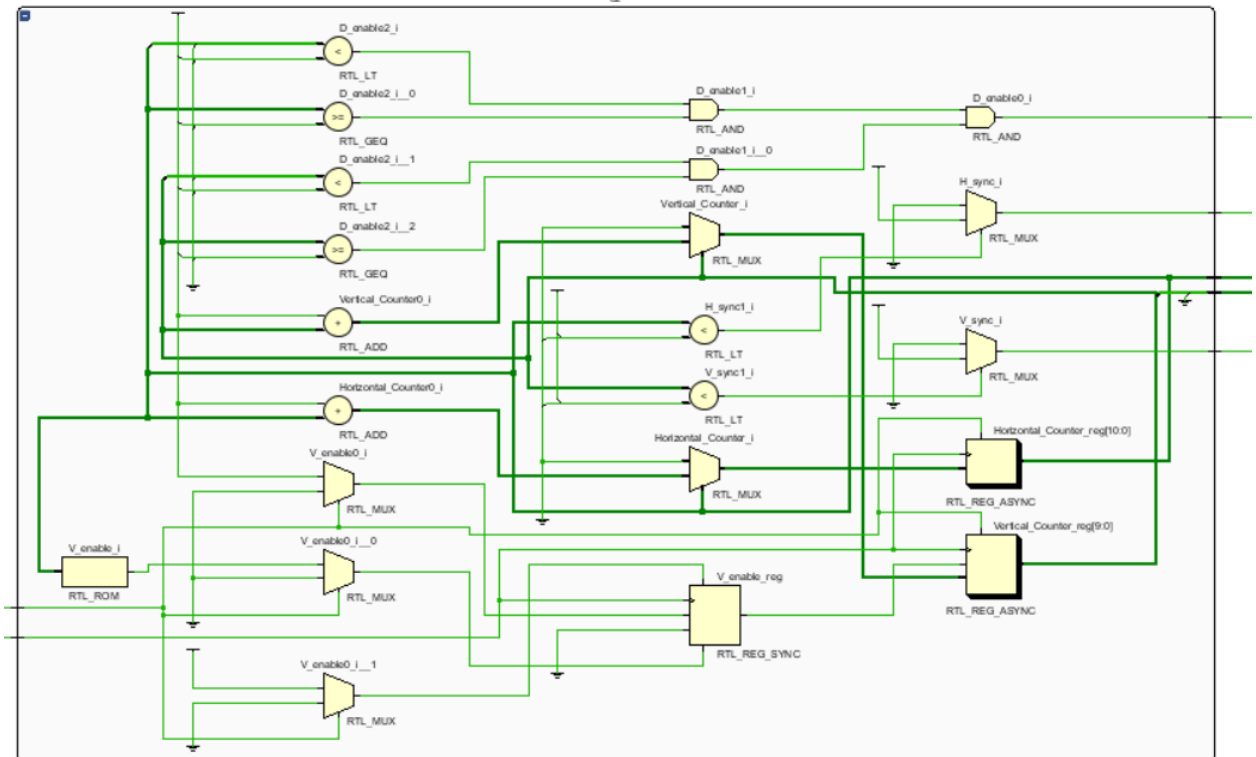 D_enable2_i
<
RTL_LT
D_enable2_i__0
>=
RTL_GEQ
D_enable2_i__1
<
RTL_LT
D_enable2_i__2
>=
RTL_GEQ
Vertical_Counter0_i
+
RTL_ADD
Horizontal_Counter0_i
+
RTL_ADD
V_enable0_i
RTL_MUX
V_enable_i
RTL_ROM
V_enable0_i__0
RTL_MUX
V_enable0_i__1
RTL_MUX
D_enable1_i
RTL_AND
D_enable1_i__0
RTL_AND
Vertical_Counter_i
RTL_MUX
H_sync1_i
<
RTL_LT
V_sync1_i
<
RTL_LT
Horizontal_Counter_i
RTL_MUX
V_enable_reg
RTL_REG_SYNC
D_enable0_i
RTL_AND
H_sync_i
RTL_MUX
V_sync_i
RTL_MUX
Horizontal_Counter_reg[10:0]
RTL_REG_ASYNC
Vertical_Counter_reg[9:0]
RTL_REG_ASYNC